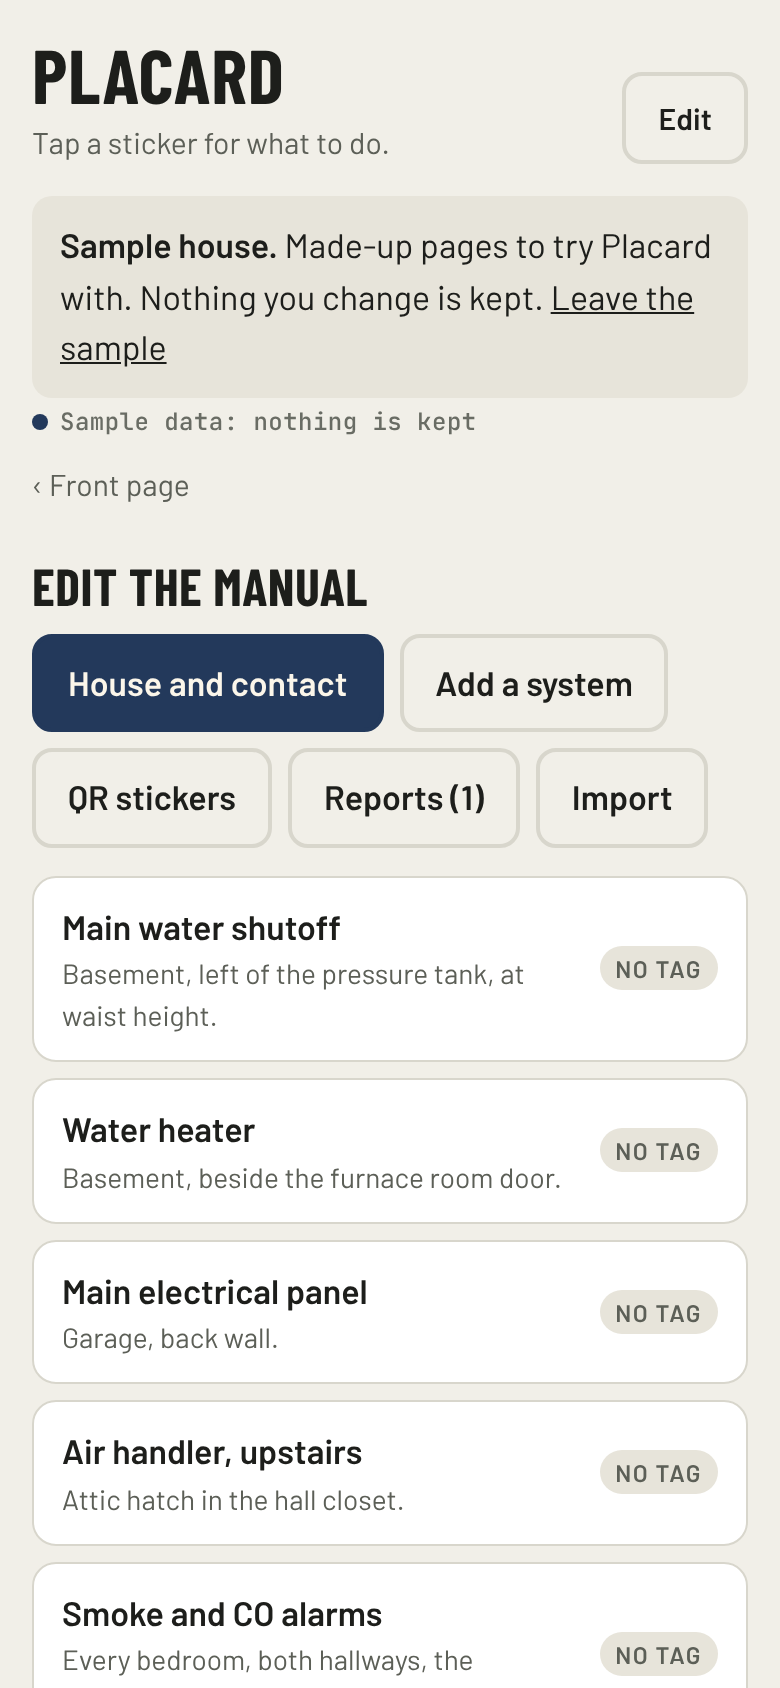 PLACARD
Tap a sticker for what to do.
Edit
Sample house. Made-up pages to try Placard
with. Nothing you change is kept. Leave the
sample
Sample data: nothing is kept
‹ Front page
EDIT THE MANUAL
House and contact
Add a system
QR stickers
Reports (1)
Import
Main water shutoff
Basement, left of the pressure tank, at
waist height.
NO TAG
Water heater
Basement, beside the furnace room door.
NO TAG
Main electrical panel
Garage, back wall.
NO TAG
Air handler, upstairs
Attic hatch in the hall closet.
NO TAG
Smoke and CO alarms
Every bedroom, both hallways, the
NO TAG